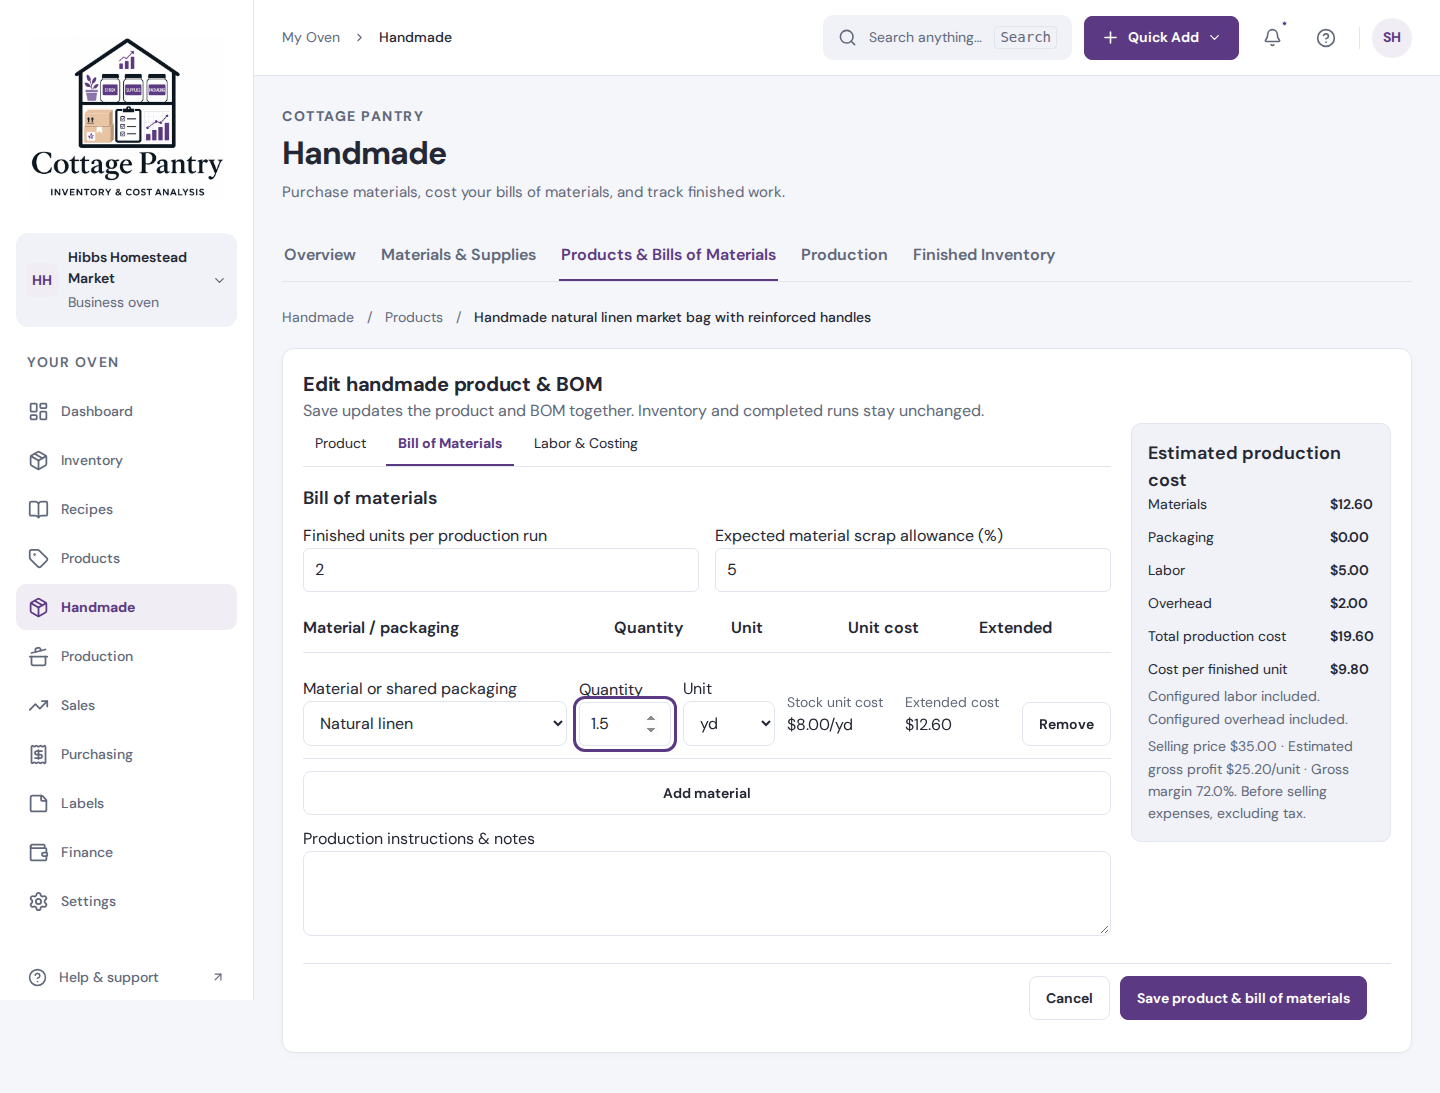 Cottage Pantry
INVENTORY & COST ANALYSIS
HH
Hibbs Homestead
Market
Business oven
YOUR OVEN
Dashboard
Inventory
Recipes
Products
Handmade
Production
Sales
Purchasing
Labels
Finance
Settings
Help & support
My Oven
Handmade
Search anything...
Search
Quick Add
SH
COTTAGE PANTRY
Handmade
Purchase materials, cost your bills of materials, and track finished work.
Overview
Materials & Supplies
Products & Bills of Materials
Production
Finished Inventory
Handmade / Products / Handmade natural linen market bag with reinforced handles
Edit handmade product & BOM
Save updates the product and BOM together. Inventory and completed runs stay unchanged.
Product
Bill of Materials
Labor & Costing
Bill of materials
Finished units per production run
2
Expected material scrap allowance (%)
5
Material / packaging
Quantity
Unit
Unit cost
Extended
Material or shared packaging
Natural linen
Quantity
1.5
Unit
yd
Stock unit cost
$8.00/yd
Extended cost
$12.60
Remove
Add material
Production instructions & notes
Estimated production
cost
Materials $12.60
Packaging $0.00
Labor $5.00
Overhead $2.00
Total production cost $19.60
Cost per finished unit $9.80
Configured labor included.
Configured overhead included.
Selling price $35.00 · Estimated
gross profit $25.20/unit · Gross
margin 72.0%. Before selling
expenses, excluding tax.
Cancel
Save product & bill of materials